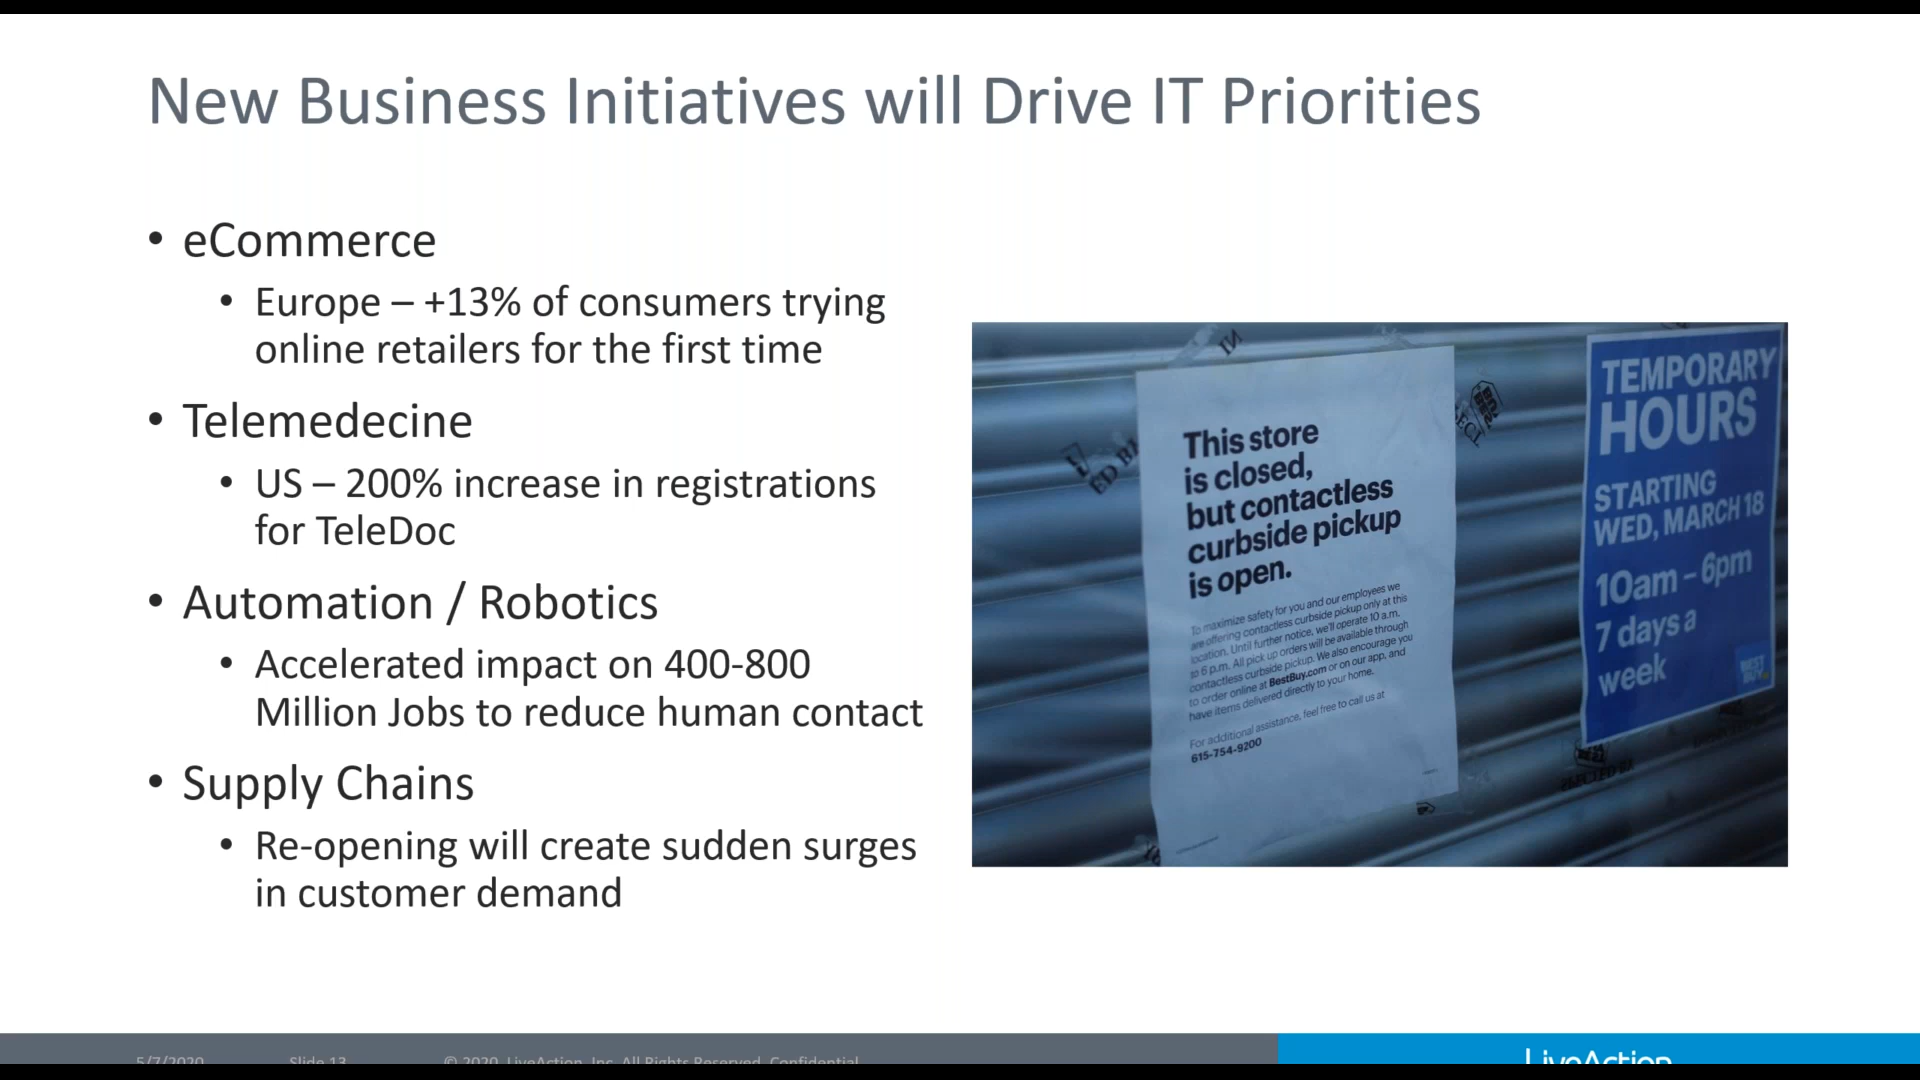 New Business Initiatives will Drive IT Priorities
• eCommerce
• Europe – +13% of consumers trying
online retailers for the first time
• Telemedecine
• US – 200% increase in registrations
for TeleDoc
• Automation / Robotics
• Accelerated impact on 400-800
Million Jobs to reduce human contact
• Supply Chains
• Re-opening will create sudden surges
in customer demand
This store
is closed,
but contactless
curbside pickup
is open.
To maximize safety for you and our employees we
are offering contactless curbside pickup only at this
location. Until further notice, we'll operate 10 a.m.
to 6 p.m. All pick up orders will be available through
contactless curbside pickup. We also encourage you
to order online at BestBuy.com or on our app, and
have items delivered directly to your home.
For additional assistance, feel free to call us at
615-754-9200
TEMPORARY
HOURS
STARTING
WED, MARCH 18
10am – 6pm
7 days a
week
BEST
BUY
5/7/2020 Slide 13 © 2020 LiveAction, Inc. All Rights Reserved. Confidential
LiveAction